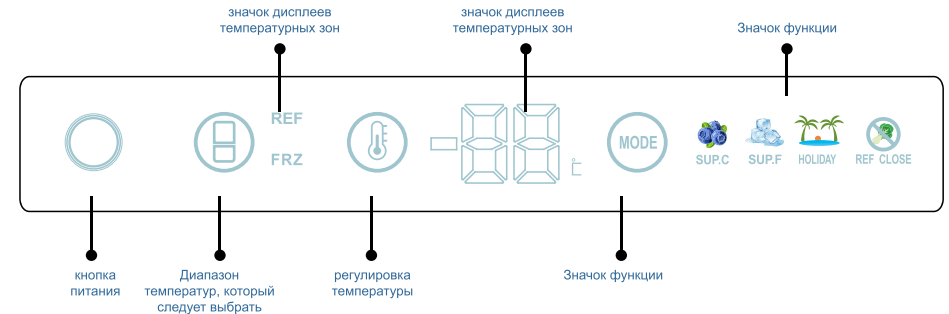 значок дисплеев
температурных зон
значок дисплеев
температурных зон
Значок функции
REF
FRZ
-88 °C
MODE
SUP.C
SUP.F
HOLIDAY
REF CLOSE
кнопка
питания
Диапазон
температур, который
следует выбрать
регулировка
температуры
Значок функции